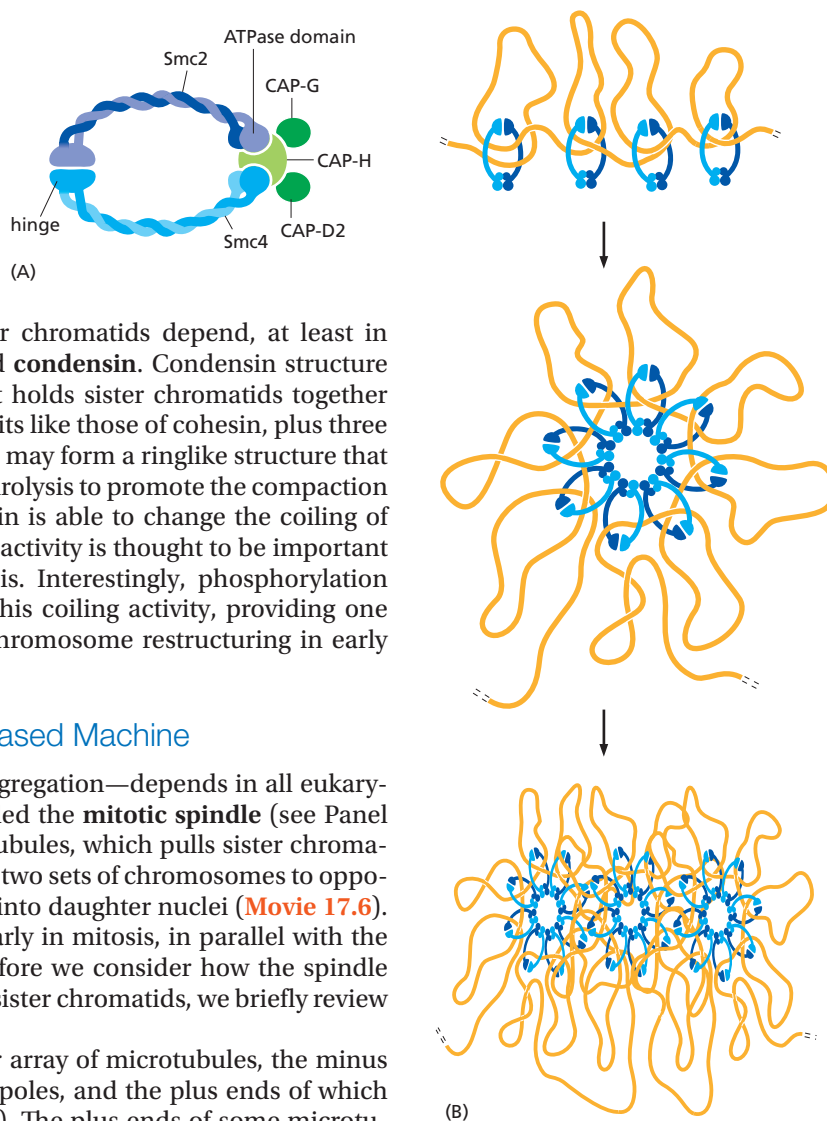 ATPase domain
Smc2
CAP-G
CAP-H
hinge
Smc4
CAP-D2
(A)
r chromatids depend, at least in
d condensin. Condensin structure
t holds sister chromatids together
its like those of cohesin, plus three
may form a ringlike structure that
rolysis to promote the compaction
in is able to change the coiling of
activity is thought to be important
is. Interestingly, phosphorylation
his coiling activity, providing one
hromosome restructuring in early
ased Machine
gregation—depends in all eukary-
led the mitotic spindle (see Panel
tubules, which pulls sister chroma-
two sets of chromosomes to oppo-
into daughter nuclei (Movie 17.6).
arly in mitosis, in parallel with the
fore we consider how the spindle
sister chromatids, we briefly review
r array of microtubules, the minus
poles, and the plus ends of which
). The plus ends of some microtu-
(B)